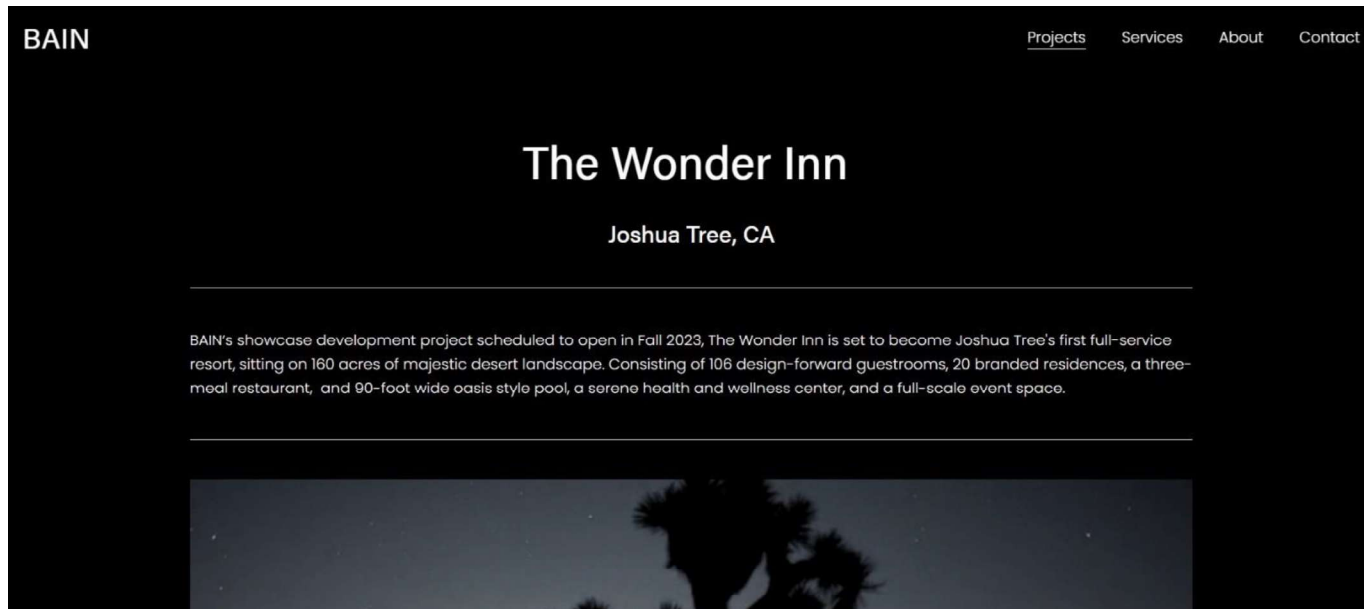 BAIN
Projects Services About Contact
The Wonder Inn
Joshua Tree, CA
BAIN's showcase development project scheduled to open in Fall 2023, The Wonder Inn is set to become Joshua Tree's first full-service
resort, sitting on 160 acres of majestic desert landscape. Consisting of 106 design-forward guestrooms, 20 branded residences, a three-
meal restaurant, and 90-foot wide oasis style pool, a serene health and wellness center, and a full-scale event space.